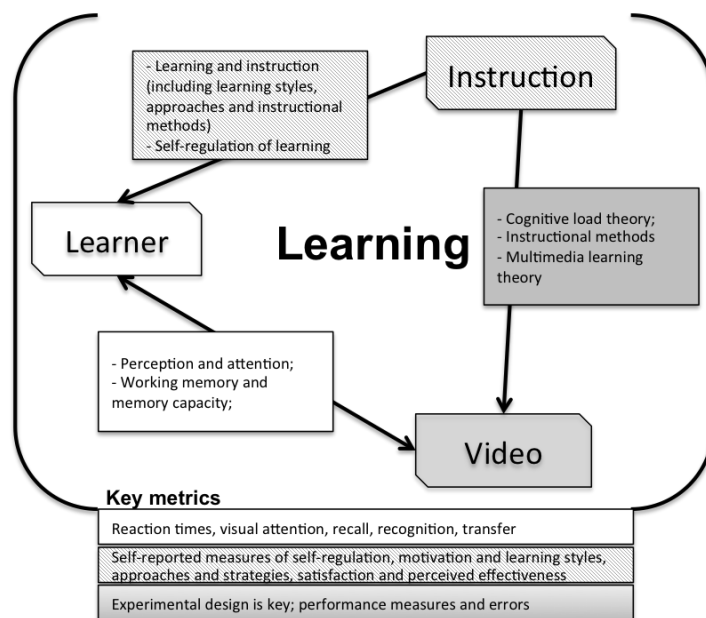 Instruction
- Learning and instruction
(including learning styles,
approaches and instructional
methods)
- Self-regulation of learning
Learner
Learning
- Cognitive load theory;
- Instructional methods
- Multimedia learning
theory
- Perception and attention;
- Working memory and
memory capacity;
Video
Key metrics
Reaction times, visual attention, recall, recognition, transfer
Self-reported measures of self-regulation, motivation and learning styles,
approaches and strategies, satisfaction and perceived effectiveness
Experimental design is key; performance measures and errors